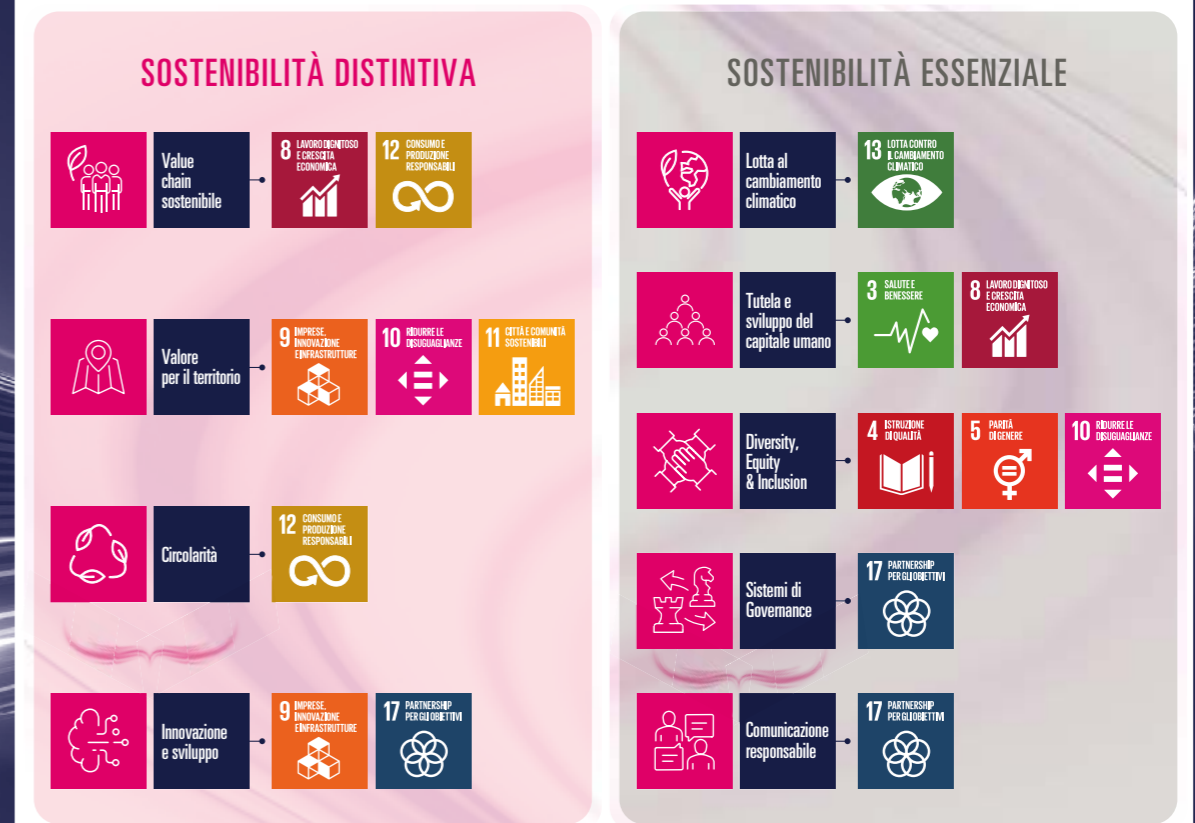 SOSTENIBILITÀ DISTINTIVA
Value
chain
sostenibile
8 LAVORO DIGNITOSO
E CRESCITA
ECONOMICA
12 CONSUMO E
PRODUZIONE
RESPONSABILI
Valore
per il territorio
9 IMPRESE,
INNOVAZIONE
E INFRASTRUTTURE
10 RIDURRE LE
DISUGUAGLIANZE
11 CITTÀ E COMUNITÀ
SOSTENIBILI
Circolarità
12 CONSUMO E
PRODUZIONE
RESPONSABILI
Innovazione
e sviluppo
9 IMPRESE,
INNOVAZIONE
E INFRASTRUTTURE
17 PARTNERSHIP
PER GLI OBIETTIVI
SOSTENIBILITÀ ESSENZIALE
Lotta al
cambiamento
climatico
13 LOTTA CONTRO
IL CAMBIAMENTO
CLIMATICO
Tutela e
sviluppo del
capitale umano
3 SALUTE E
BENESSERE
8 LAVORO DIGNITOSO
E CRESCITA
ECONOMICA
Diversity,
Equity
& Inclusion
4 ISTRUZIONE
DI QUALITÀ
5 PARITÀ
DI GENERE
10 RIDURRE LE
DISUGUAGLIANZE
Sistemi di
Governance
17 PARTNERSHIP
PER GLI OBIETTIVI
Comunicazione
responsabile
17 PARTNERSHIP
PER GLI OBIETTIVI